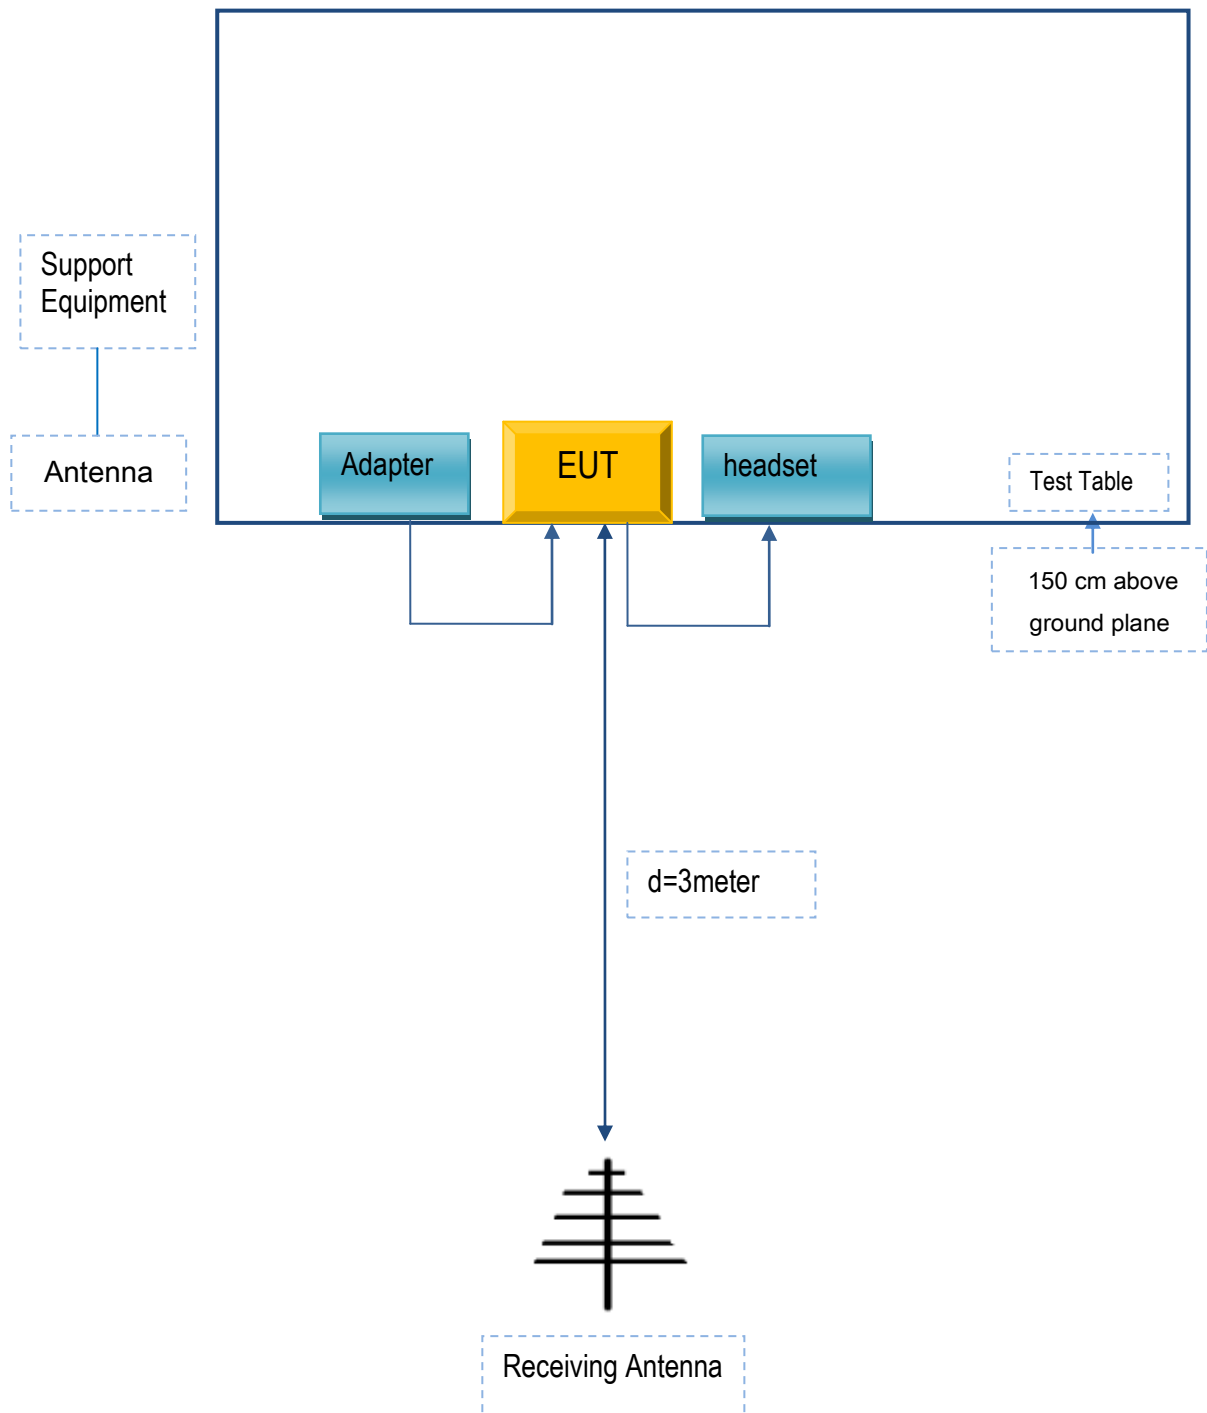 Support
Equipment
Antenna
Adapter
EUT
headset
Test Table
150 cm above
ground plane
d=3meter
Receiving Antenna